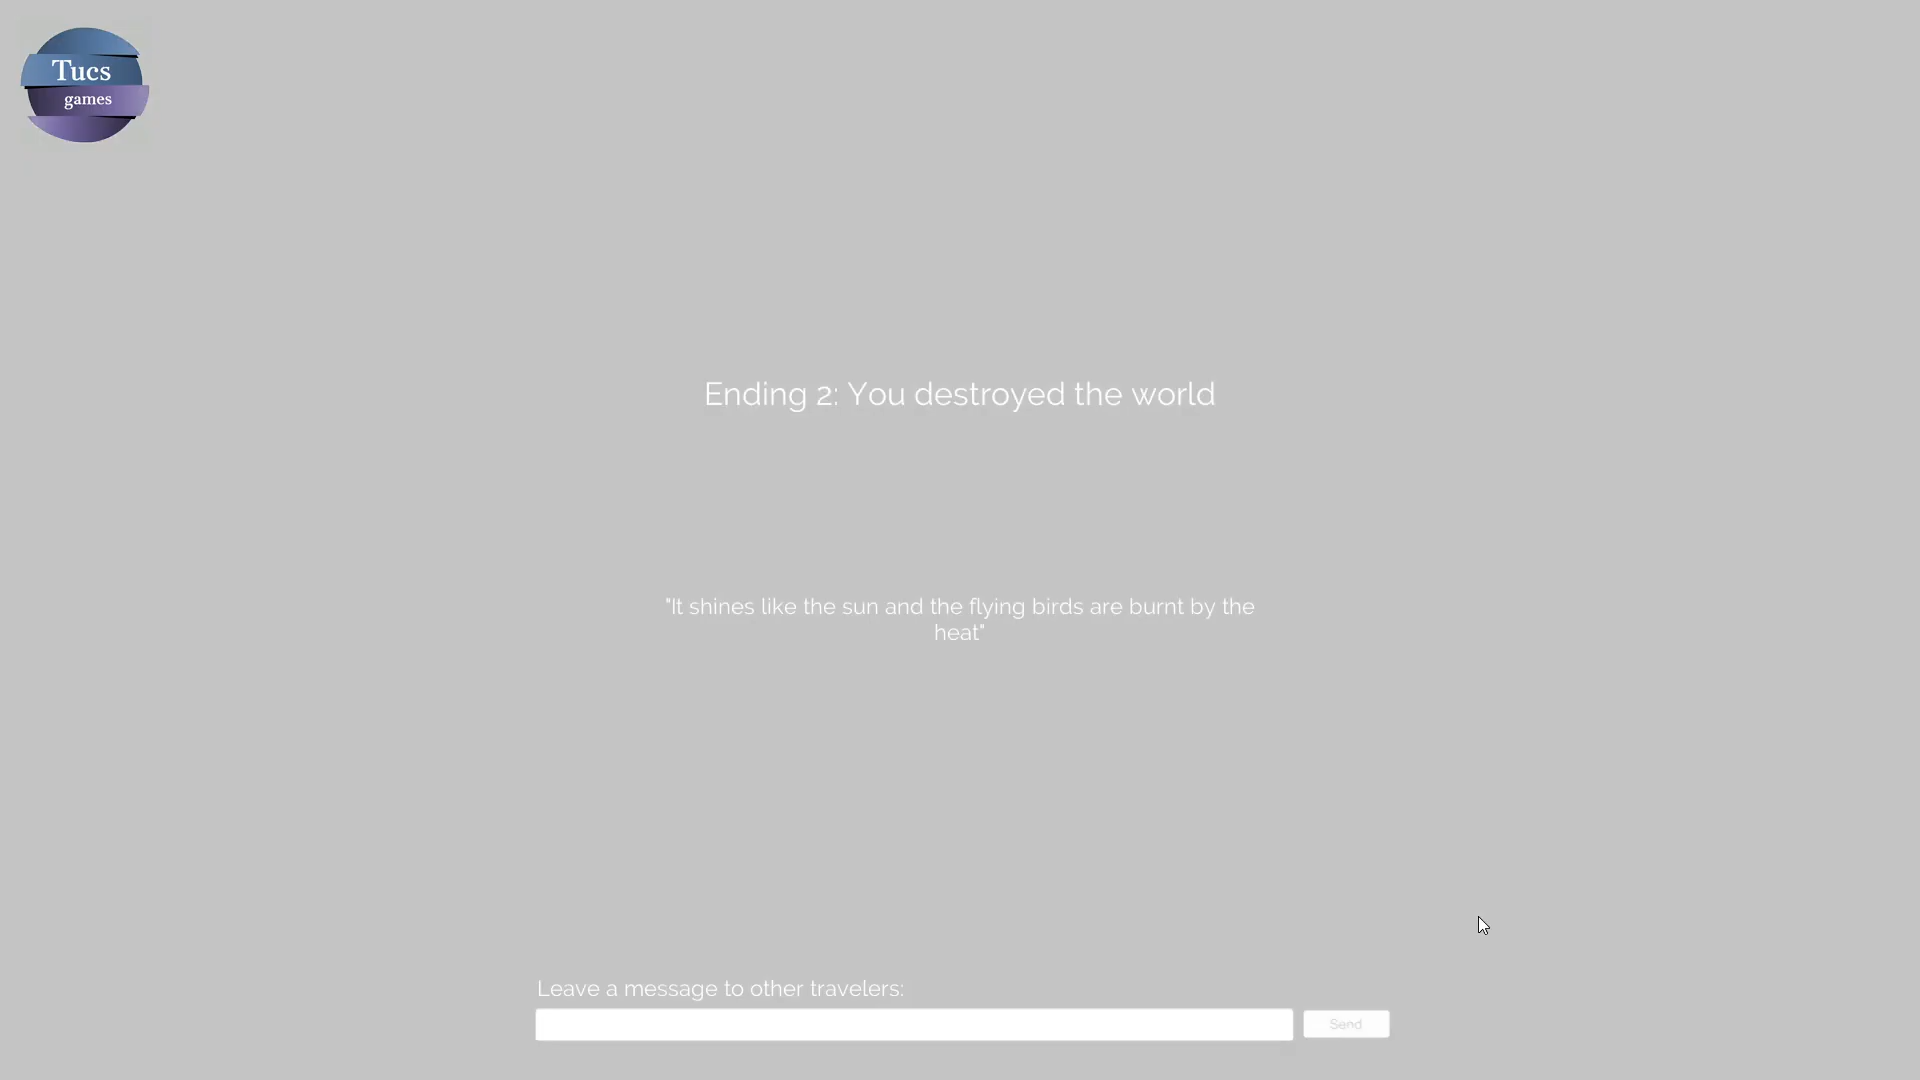 Tucs
games
Ending 2: You destroyed the world
"It shines like the sun and the flying birds are burnt by the
heat"
Leave a message to other travelers:
Send